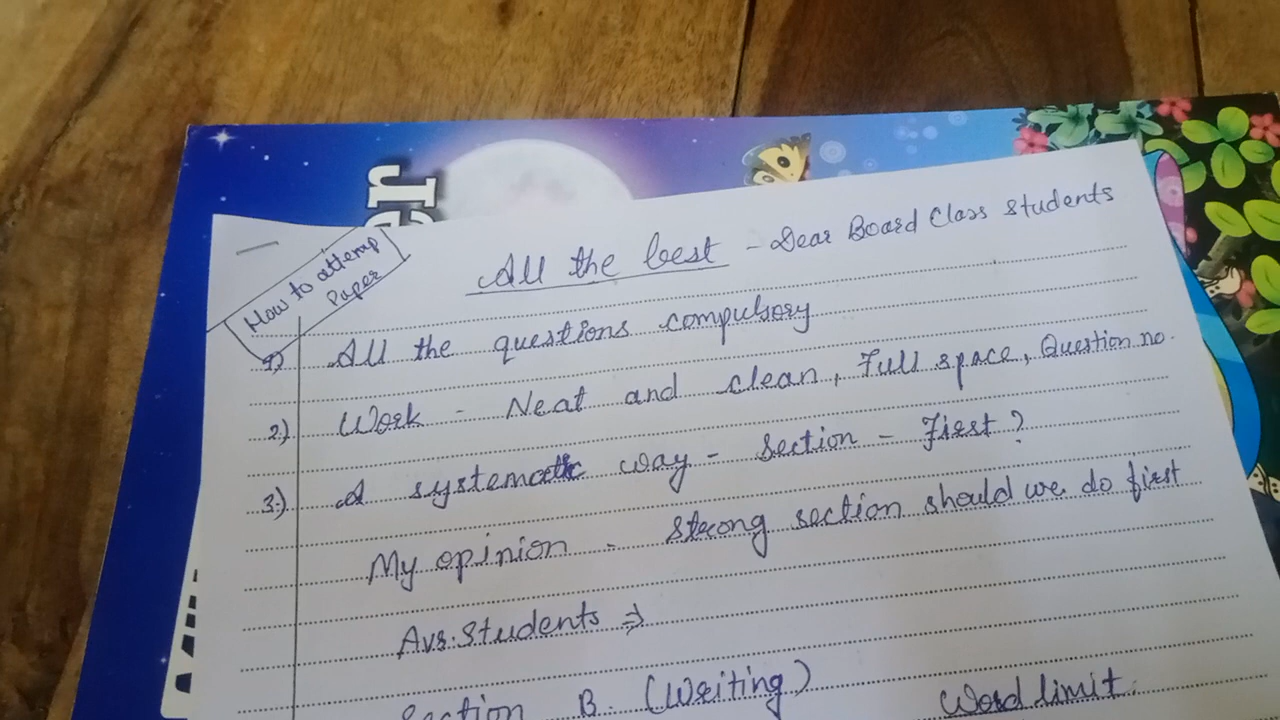 er
How to attemp
Paper
All the best - Dear Board Class students
1) All the questions compulsory
2.) Work - Neat and clean, Full space, Question no.
3.) A systematic way - Section - First ?
My opinion - Strong section should we do first
Avg. Students ⇒
Section B. (Writing) Word limit.